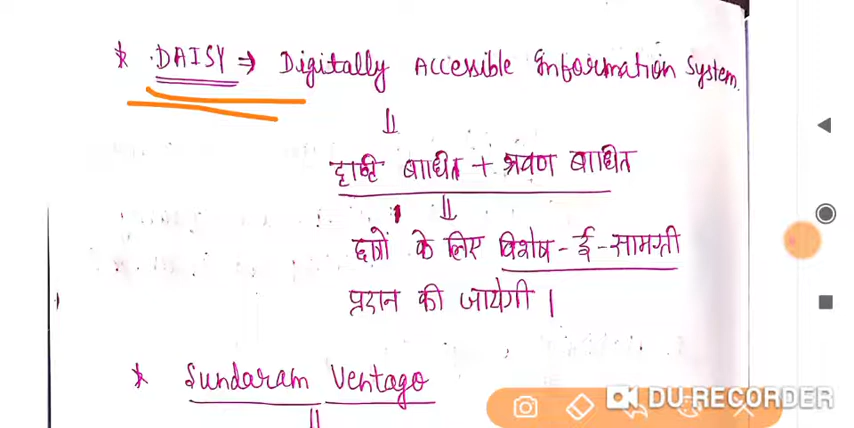 * DAISY ⇒ Digitally Accessible Information System.
⇓
दृष्टि बाधित + श्रवण बाधित
⇓
छात्रों के लिए विशेष - ई - सामग्री
प्रदान की जायेगी ।
* Sundaram Ventago
DU RECORDER